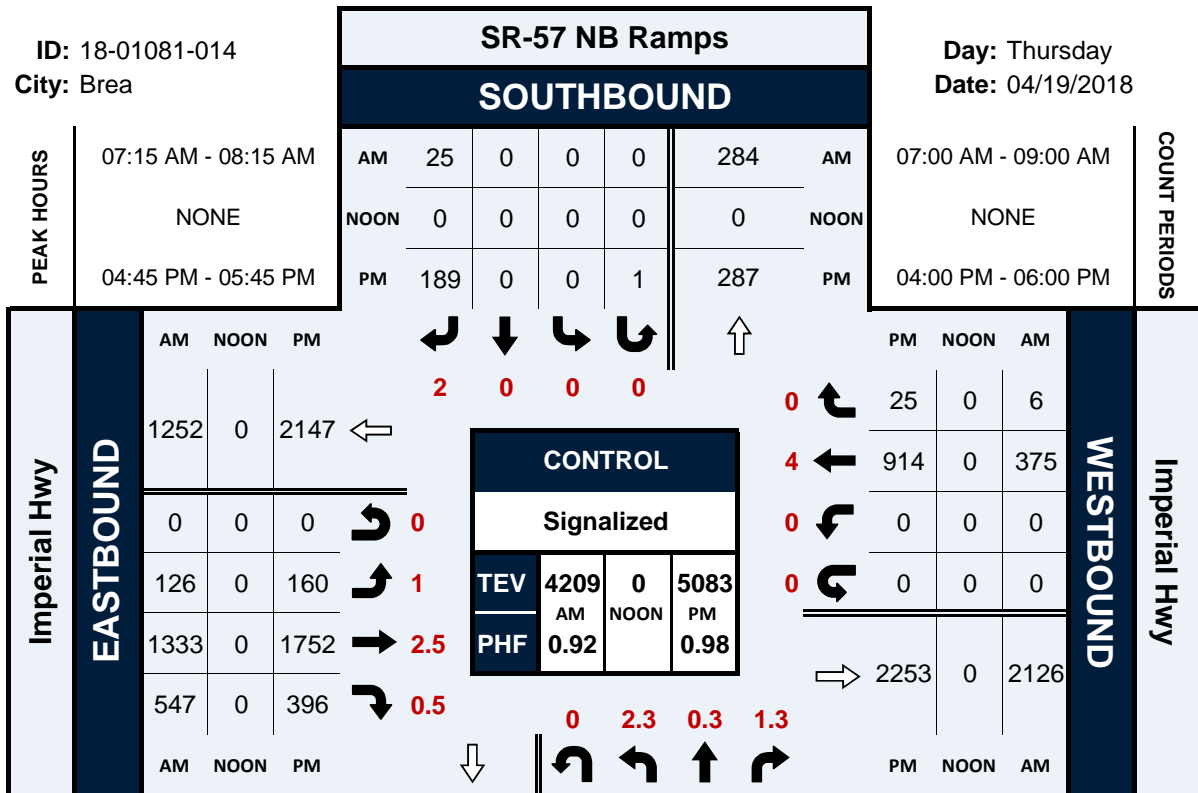 SR-57 NB Ramps
ID: 18-01081-014
City: Brea
Day: Thursday
Date: 04/19/2018
SOUTHBOUND
PEAK HOURS
07:15 AM - 08:15 AM
NONE
04:45 PM - 05:45 PM
AM 25 0 0 0 284 AM
NOON 0 0 0 0 0 NOON
PM 189 0 0 1 287 PM
07:00 AM - 09:00 AM
NONE
04:00 PM - 06:00 PM
COUNT PERIODS
2 0 0 0
Imperial Hwy
EASTBOUND
AM NOON PM
1252 0 2147
0 0 0 0
126 0 160 1
1333 0 1752 2.5
547 0 396 0.5
AM NOON PM
CONTROL
Signalized
TEV 4209 0 5083
AM NOON PM
PHF 0.92 0.98
0 2.3 0.3 1.3
PM NOON AM
0 25 0 6
4 914 0 375
0 0 0 0
0 0 0 0
2253 0 2126
PM NOON AM
WESTBOUND
Imperial Hwy